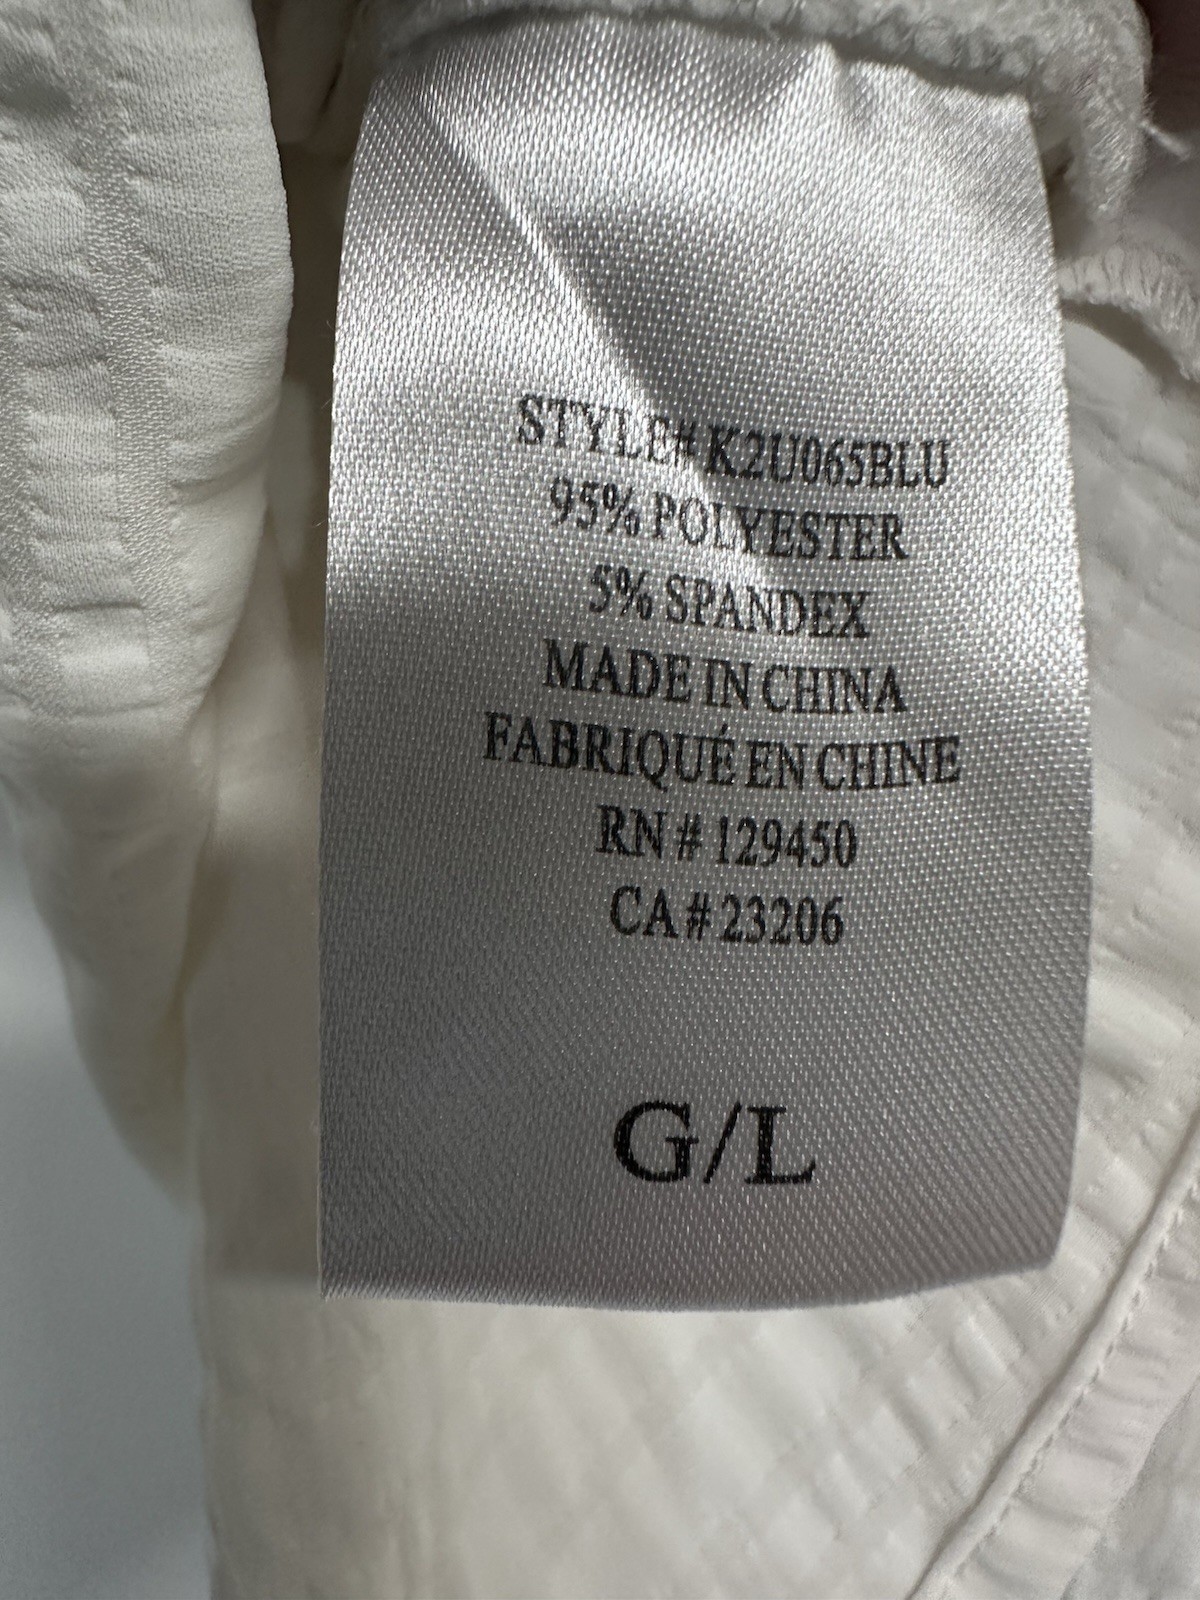 STYLE# K2U065BLU
95% POLYESTER
5% SPANDEX
MADE IN CHINA
FABRIQUÉ EN CHINE
RN # 129450
CA # 23206
G/L